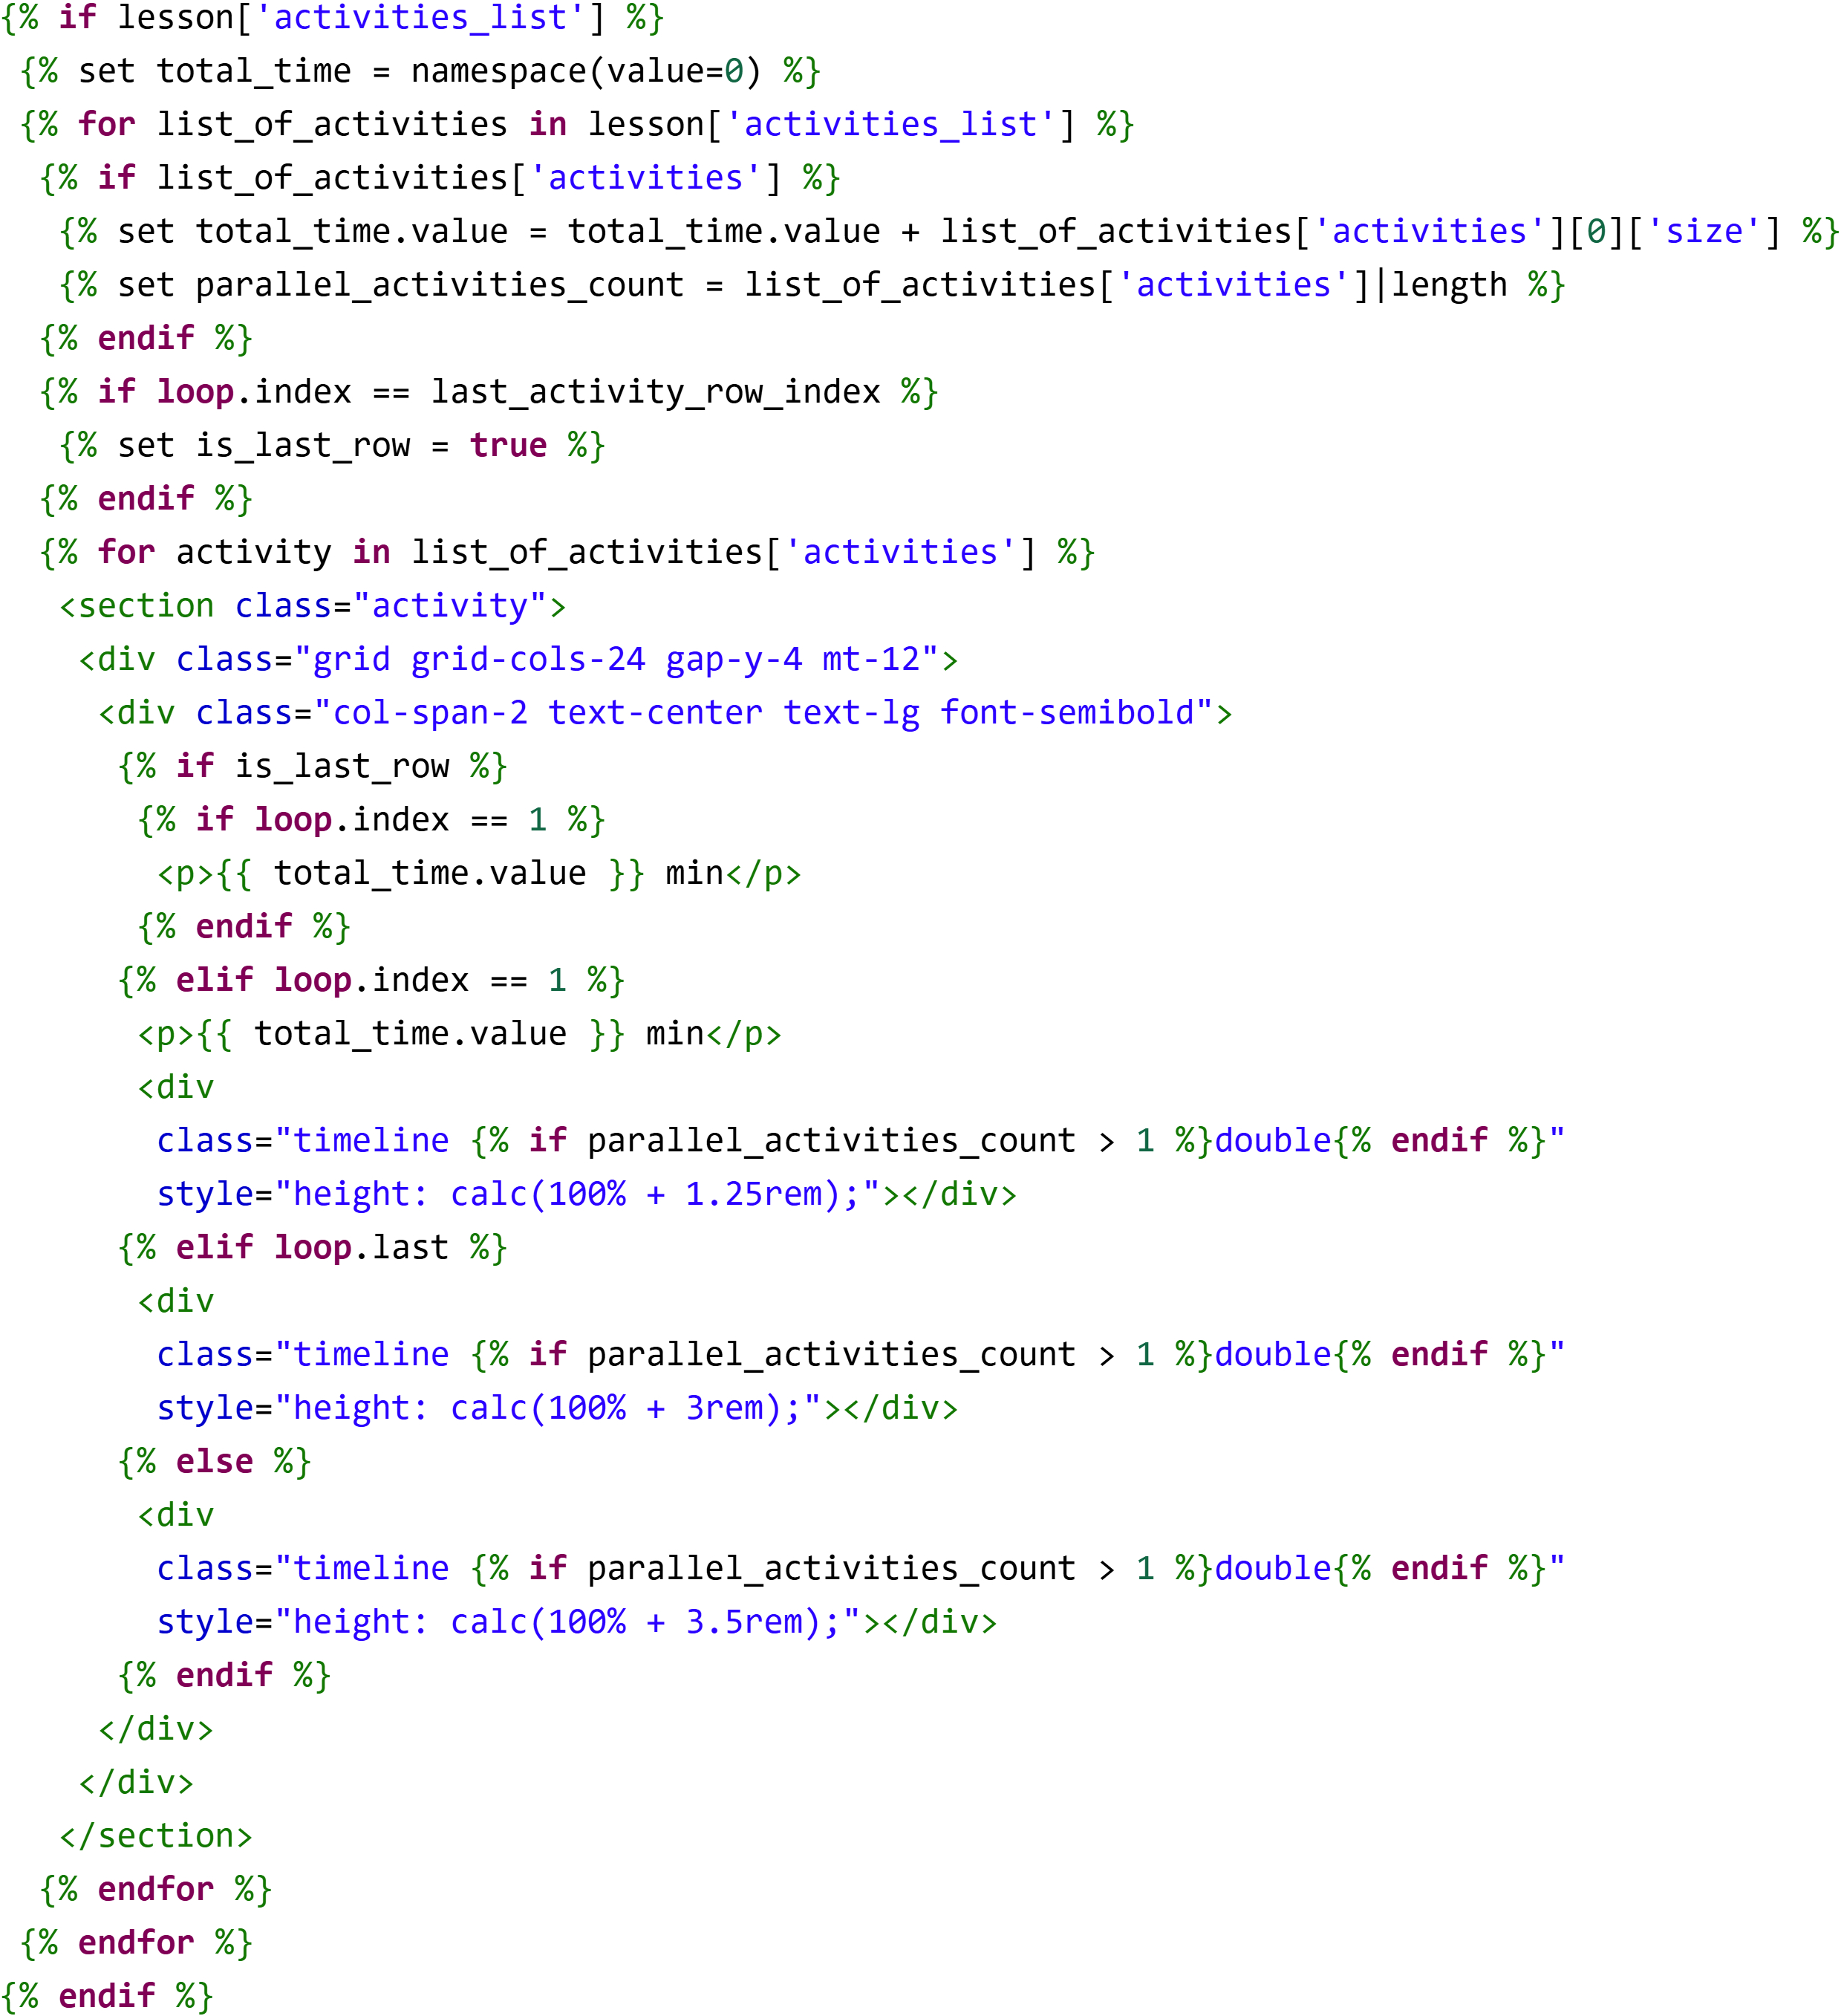 {% if lesson['activities_list'] %}
{% set total_time = namespace(value=0) %}
{% for list_of_activities in lesson['activities_list'] %}
{% if list_of_activities['activities'] %}
{% set total_time.value = total_time.value + list_of_activities['activities'][0]['size'] %}
{% set parallel_activities_count = list_of_activities['activities']|length %}
{% endif %}
{% if loop.index == last_activity_row_index %}
{% set is_last_row = true %}
{% endif %}
{% for activity in list_of_activities['activities'] %}
<section class="activity">
<div class="grid grid-cols-24 gap-y-4 mt-12">
<div class="col-span-2 text-center text-lg font-semibold">
{% if is_last_row %}
{% if loop.index == 1 %}
<p>{{ total_time.value }} min</p>
{% endif %}
{% elif loop.index == 1 %}
<p>{{ total_time.value }} min</p>
<div
class="timeline {% if parallel_activities_count > 1 %}double{% endif %}"
style="height: calc(100% + 1.25rem);"></div>
{% elif loop.last %}
<div
class="timeline {% if parallel_activities_count > 1 %}double{% endif %}"
style="height: calc(100% + 3rem);"></div>
{% else %}
<div
class="timeline {% if parallel_activities_count > 1 %}double{% endif %}"
style="height: calc(100% + 3.5rem);"></div>
{% endif %}
</div>
</div>
</section>
{% endfor %}
{% endfor %}
{% endif %}